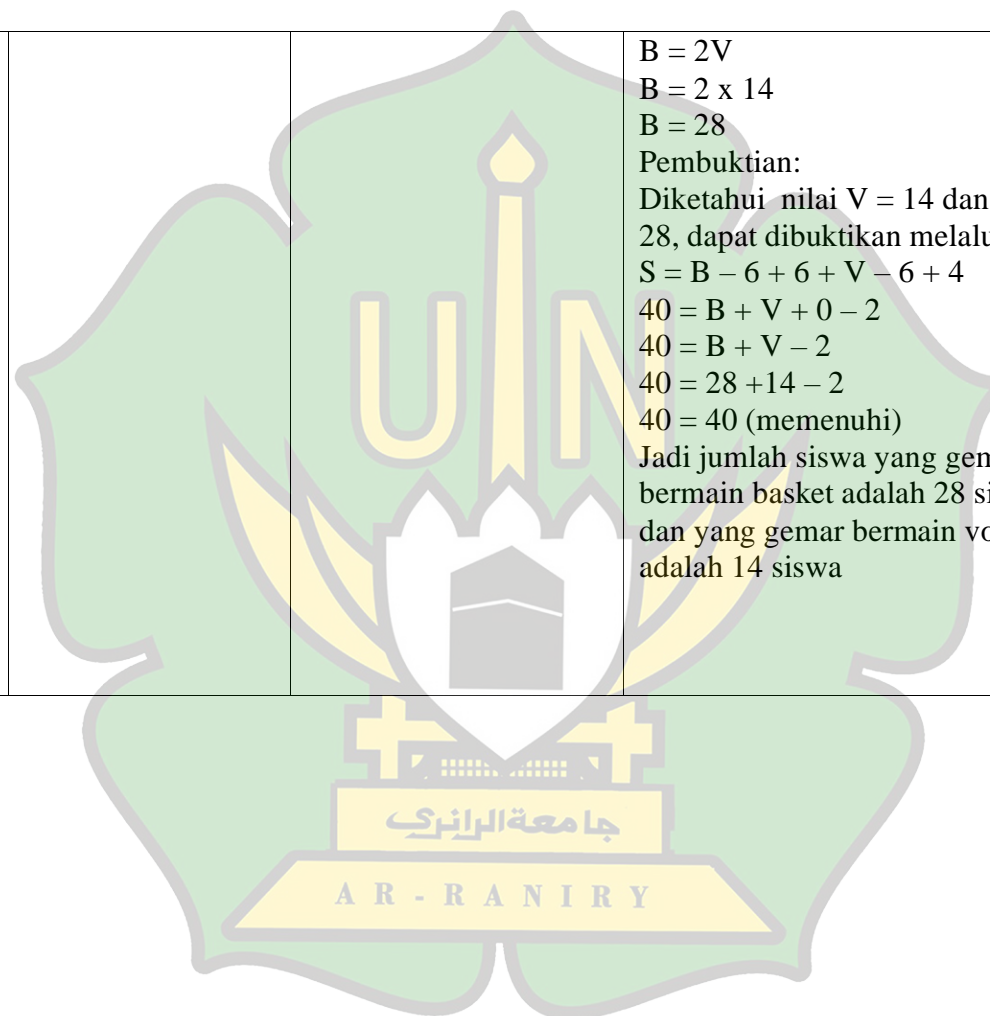 B = 2V
B = 2 x 14
B = 28
Pembuktian:
Diketahui nilai V = 14 dan
28, dapat dibuktikan melalu
S = B – 6 + 6 + V – 6 + 4
40 = B + V + 0 – 2
40 = B + V – 2
40 = 28 +14 – 2
40 = 40 (memenuhi)
Jadi jumlah siswa yang gem
bermain basket adalah 28 si
dan yang gemar bermain vo
adalah 14 siswa
UIN
جامعةالرانري
AR-RANIRY